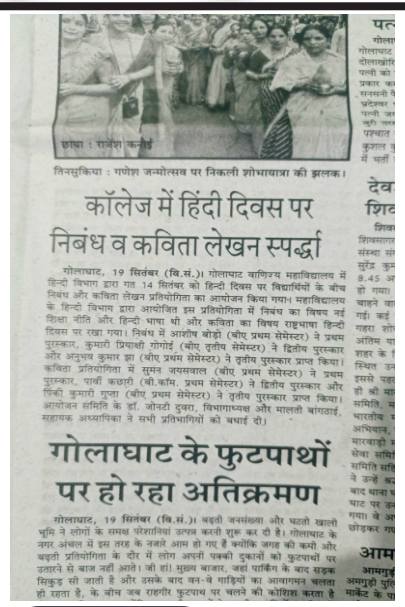 छाया : राजेश कनोई
तिनसुकिया : गणेश जन्मोत्सव पर निकली शोभायात्रा की झलक।
कॉलेज में हिंदी दिवस पर
निबंध व कविता लेखन स्पर्द्धा
गोलाघाट, 19 सितंबर (वि.सं.)। गोलाघाट वाणिज्य महाविद्यालय में
हिन्दी विभाग द्वारा गत 14 सितंबर को हिन्दी दिवस पर विद्यार्थियों के बीच
निबंध और कविता लेखन प्रतियोगिता का आयोजन किया गया। महाविद्यालय
के हिन्दी विभाग द्वारा आयोजित इस प्रतियोगिता में निबंध का विषय नई
शिक्षा नीति और हिन्दी भाषा थी और कविता का विषय राष्ट्रभाषा हिन्दी
दिवस पर रखा गया। निबंध में आशीष बोड़ो (बीए प्रथम सेमेस्टर) ने प्रथम
पुरस्कार, कुमारी प्रियाक्षी गोगोई (बीए तृतीय सेमेस्टर) ने द्वितीय पुरस्कार
और अनुभव कुमार झा (बीए प्रथम सेमेस्टर) ने तृतीय पुरस्कार प्राप्त किया।
कविता प्रतियोगिता में सुमन जयसवाल (बीए प्रथम सेमेस्टर) ने प्रथम
पुरस्कार, पार्वी कछारी (बी.कॉम. प्रथम सेमेस्टर) ने द्वितीय पुरस्कार और
पिंकी कुमारी गुप्ता (बीए प्रथम सेमेस्टर) ने तृतीय पुरस्कार प्राप्त किया।
आयोजन समिति के डॉ. जोनटी दुवरा, विभागाध्यक्ष और मालती बांगठाई,
सहायक अध्यापिका ने सभी प्रतिभागियों को बधाई दी।
गोलाघाट के फुटपाथों
पर हो रहा अतिक्रमण
गोलाघाट, 19 सितंबर (वि.सं.)। बढ़ती जनसंख्या और घटती खाली
भूमि ने लोगों के समक्ष परेशानियां उत्पन्न करनी शुरू कर दी है। गोलाघाट के
नगर अंचल में इस तरह के नजारे आम हो गए हैं क्योंकि जगह की कमी और
बढ़ती प्रतियोगिता के दौर में लोग अपनी पक्की दुकानों को फुटपाथों पर
उतारने से बाज नहीं आते। जी हां। मुख्य बाजार, जहां पार्किंग के बाद सड़क
सिकुड़ सी जाती है और उसके बाद वन-वे गाड़ियों का आवागमन चलता
ही रहता है, के बीच जब राहगीर फुटपाथ पर चलने की कोशिश करता है